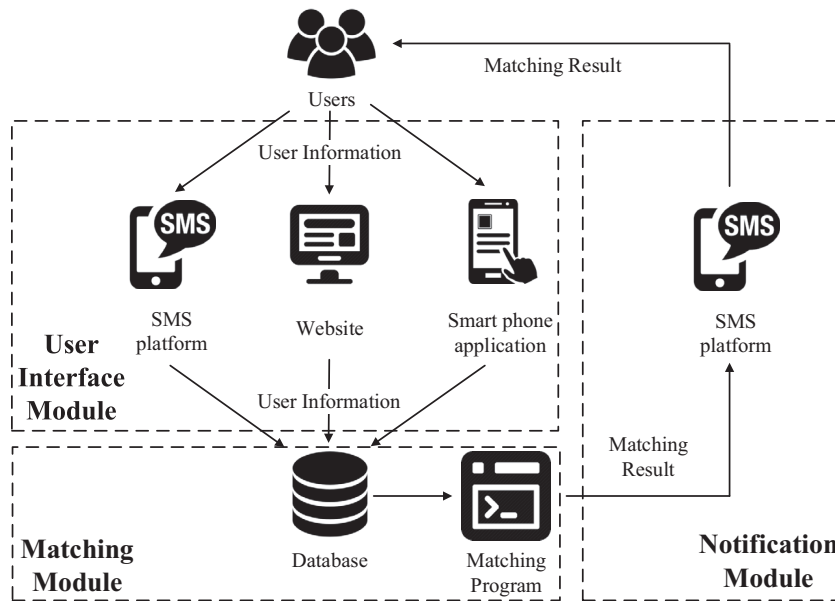 Matching Result
Users
User Information
SMS
SMS
SMS
platform
Website
Smart phone
application
SMS
platform
User
Interface
Module
User Information
Matching
Result
Database
Matching
Program
Matching
Module
Notification
Module